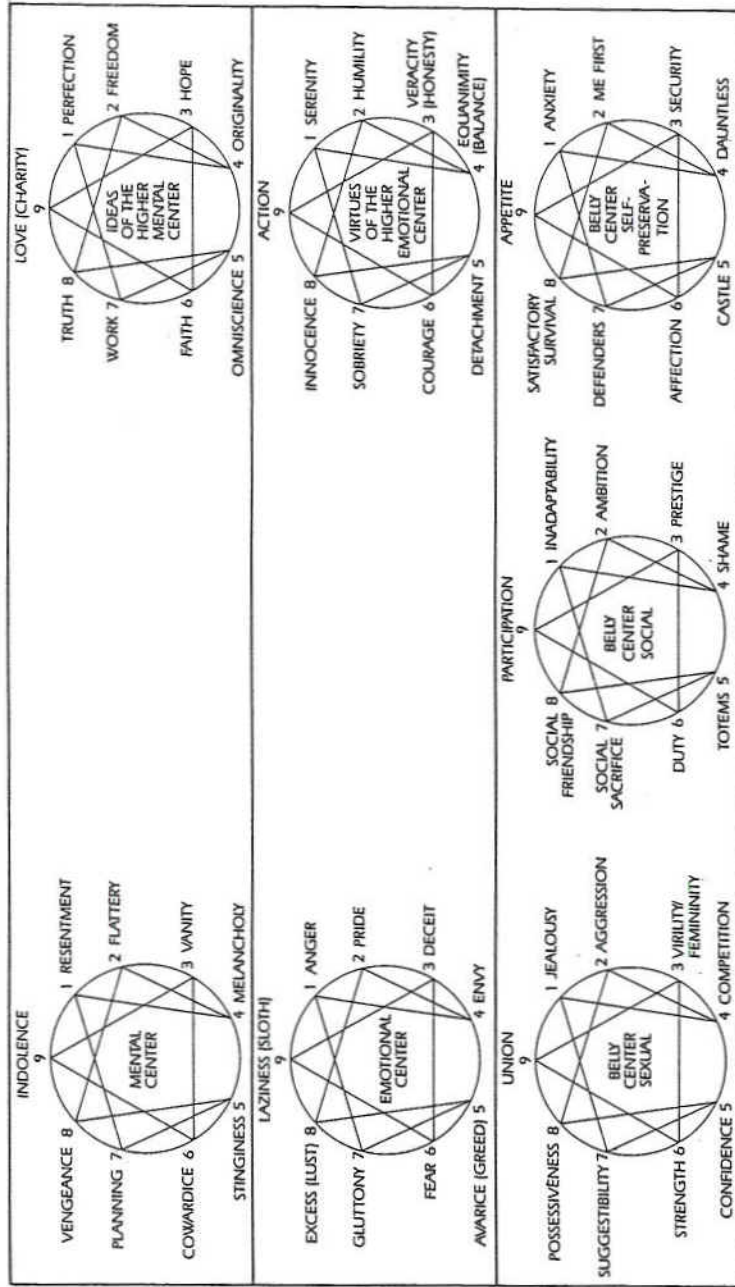 INDOLENCE
9
VENGEANCE 8
1 RESENTMENT
PLANNING 7
2 FLATTERY
MENTAL
CENTER
COWARDICE 6
3 VANITY
STINGINESS 5
4 MELANCHOLY
LOVE (CHARITY)
9
TRUTH 8
1 PERFECTION
WORK 7
2 FREEDOM
IDEAS
OF THE
HIGHER
MENTAL
CENTER
FAITH 6
3 HOPE
OMNISCIENCE 5
4 ORIGINALITY
LAZINESS (SLOTH)
9
EXCESS (LUST) 8
1 ANGER
GLUTTONY 7
2 PRIDE
EMOTIONAL
CENTER
FEAR 6
3 DECEIT
AVARICE (GREED) 5
4 ENVY
ACTION
9
INNOCENCE 8
1 SERENITY
SOBRIETY 7
2 HUMILITY
VIRTUES
OF THE
HIGHER
EMOTIONAL
CENTER
COURAGE 6
VERACITY
3 (HONESTY)
DETACHMENT 5
EQUANIMITY
4 (BALANCE)
UNION
9
POSSESSIVENESS 8
1 JEALOUSY
SUGGESTIBILITY 7
2 AGGRESSION
BELLY
CENTER
SEXUAL
STRENGTH 6
3 VIRILITY/
FEMININITY
CONFIDENCE 5
4 COMPETITION
PARTICIPATION
9
SOCIAL 8
FRIENDSHIP
1 INADAPTABILITY
SOCIAL 7
SACRIFICE
2 AMBITION
BELLY
CENTER
SOCIAL
DUTY 6
3 PRESTIGE
TOTEMS 5
4 SHAME
APPETITE
9
SATISFACTORY
SURVIVAL 8
1 ANXIETY
DEFENDERS 7
2 ME FIRST
BELLY
CENTER
SELF-
PRESERVA-
TION
AFFECTION 6
3 SECURITY
CASTLE 5
4 DAUNTLESS